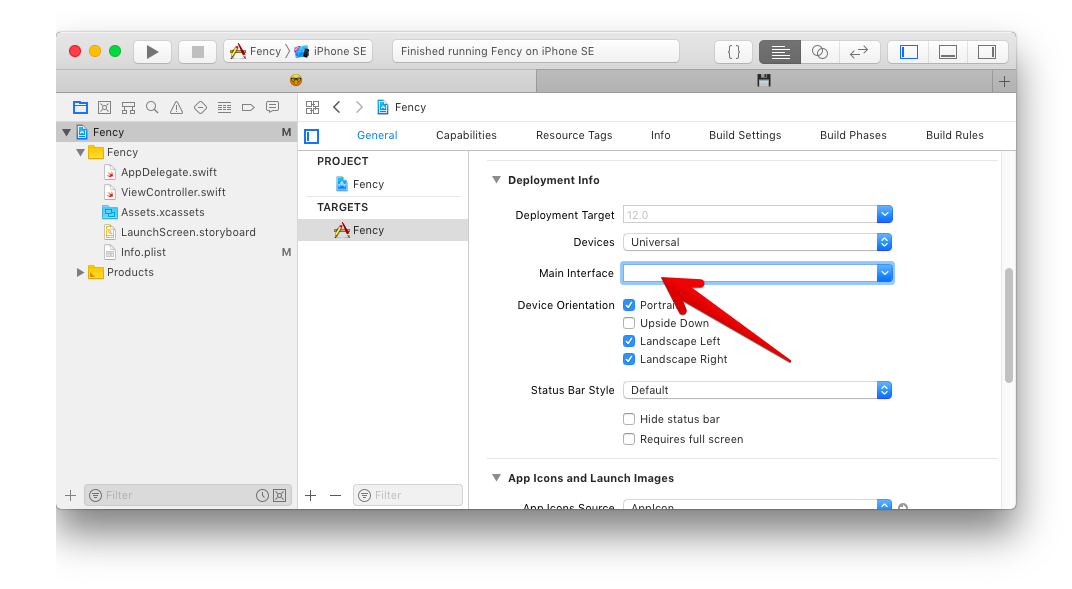 Fency iPhone SE
Finished running Fency on iPhone SE
Fency
Fency M
Fency
AppDelegate.swift
ViewController.swift
Assets.xcassets
LaunchScreen.storyboard
Info.plist M
Products
Filter
General Capabilities Resource Tags Info Build Settings Build Phases Build Rules
PROJECT
Fency
TARGETS
Fency
Filter
Deployment Info
Deployment Target 12.0
Devices Universal
Main Interface
Device Orientation Portrait
Upside Down
Landscape Left
Landscape Right
Status Bar Style Default
Hide status bar
Requires full screen
App Icons and Launch Images
App Icons Source AppIcon